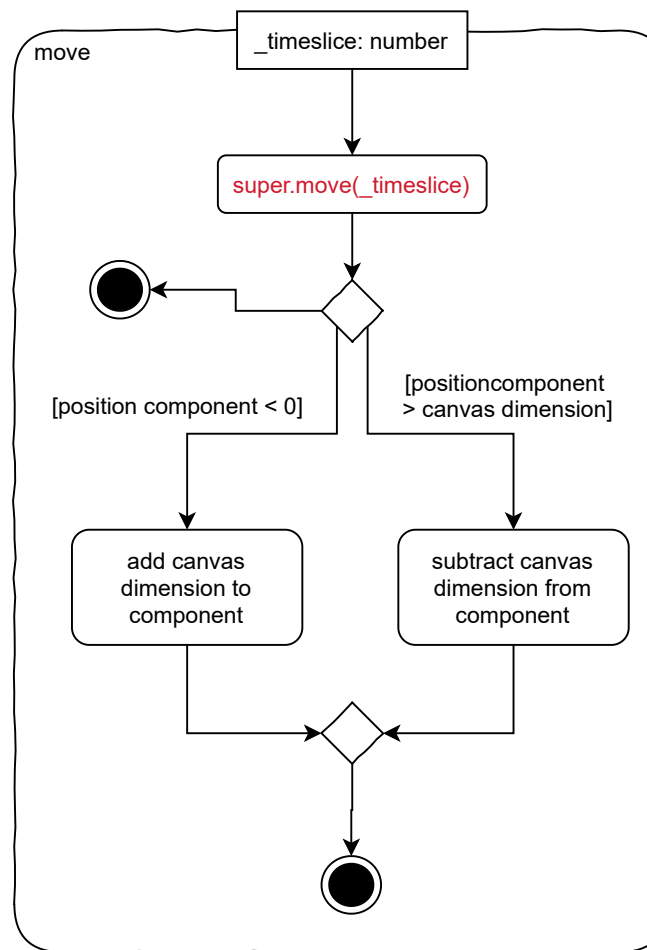 _timeslice: number
move
super.move(_timeslice)
[positioncomponent
> canvas dimension]
[position component < 0]
add canvas
dimension to
component
subtract canvas
dimension from
component